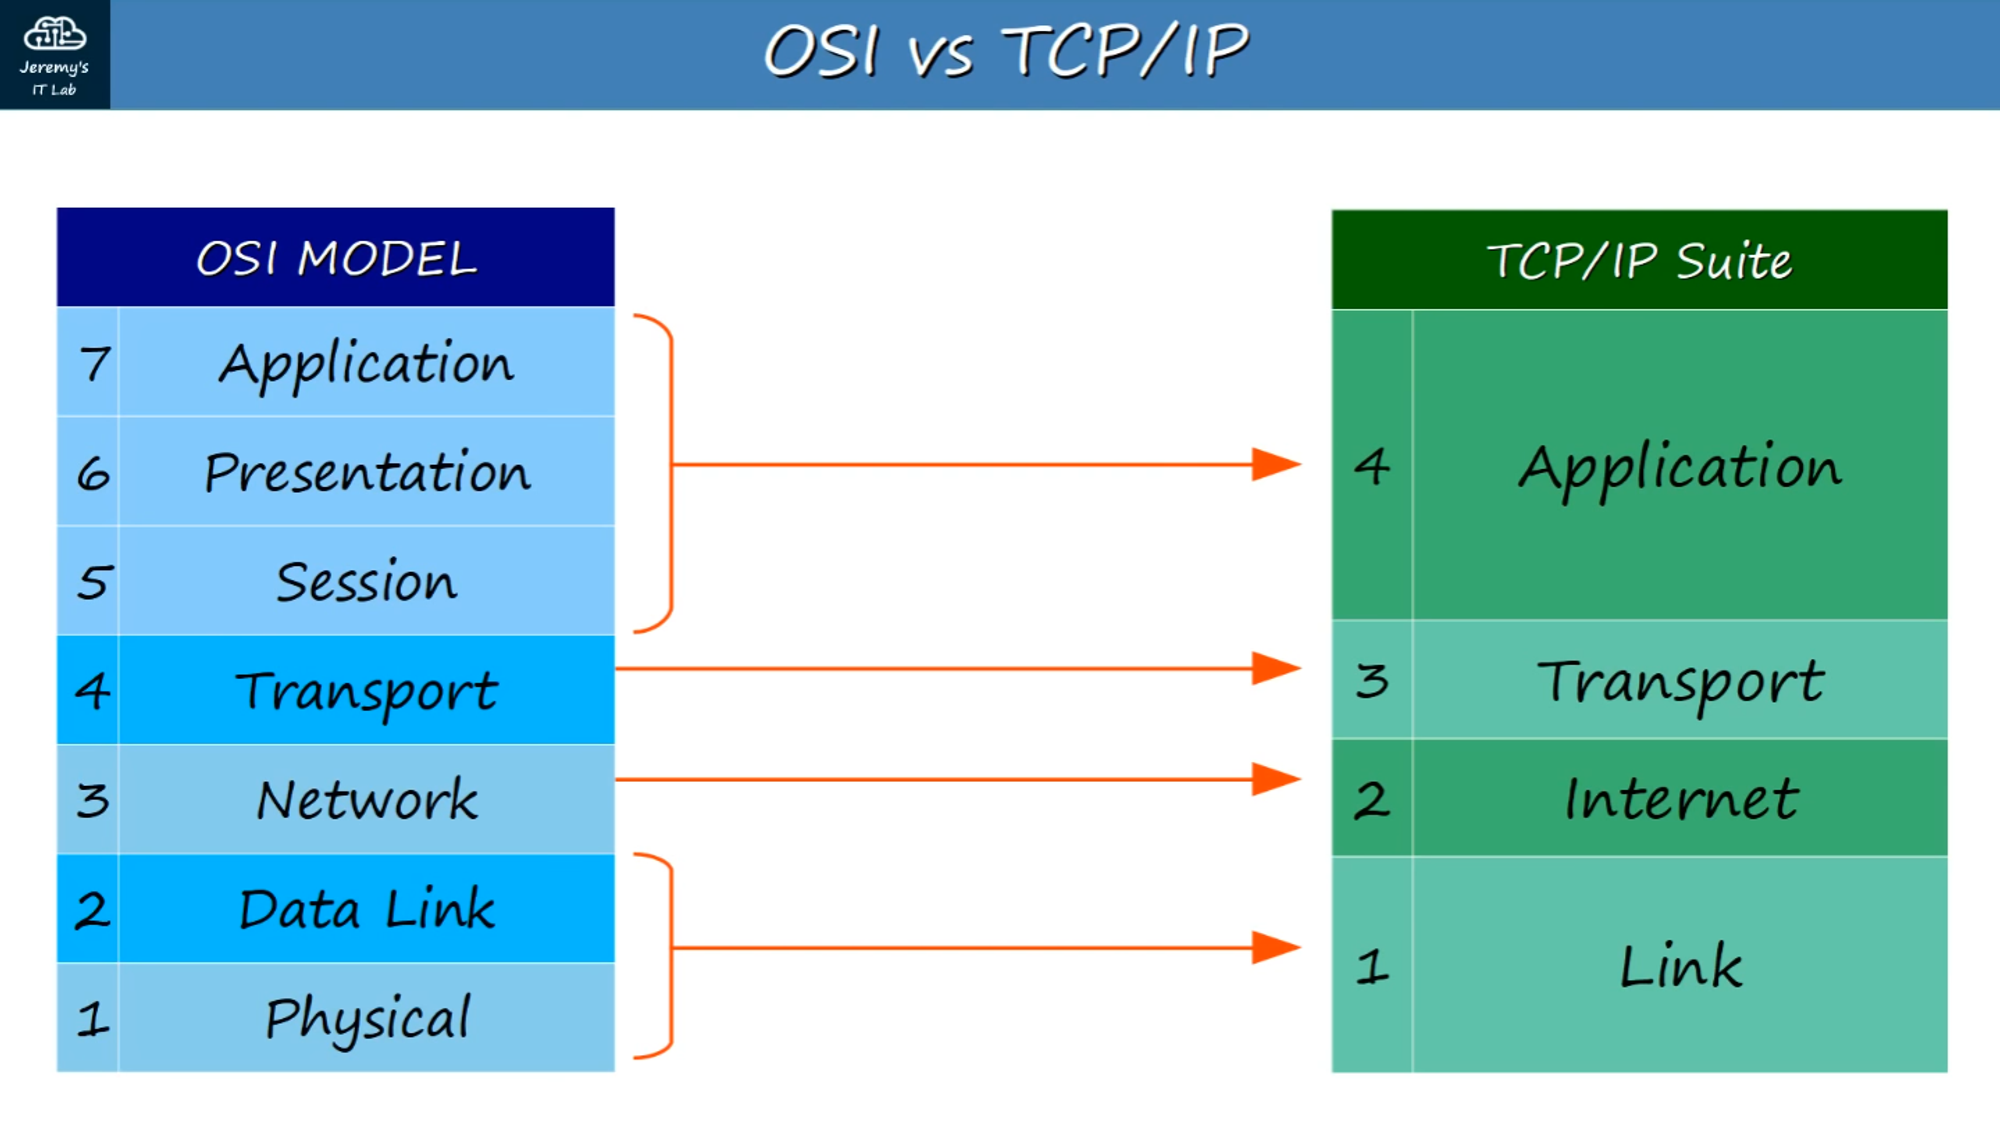 Jeremy's
IT Lab
OSI vs TCP/IP
OSI MODEL
7 Application
6 Presentation
5 Session
4 Transport
3 Network
2 Data Link
1 Physical
TCP/IP Suite
4 Application
3 Transport
2 Internet
1 Link